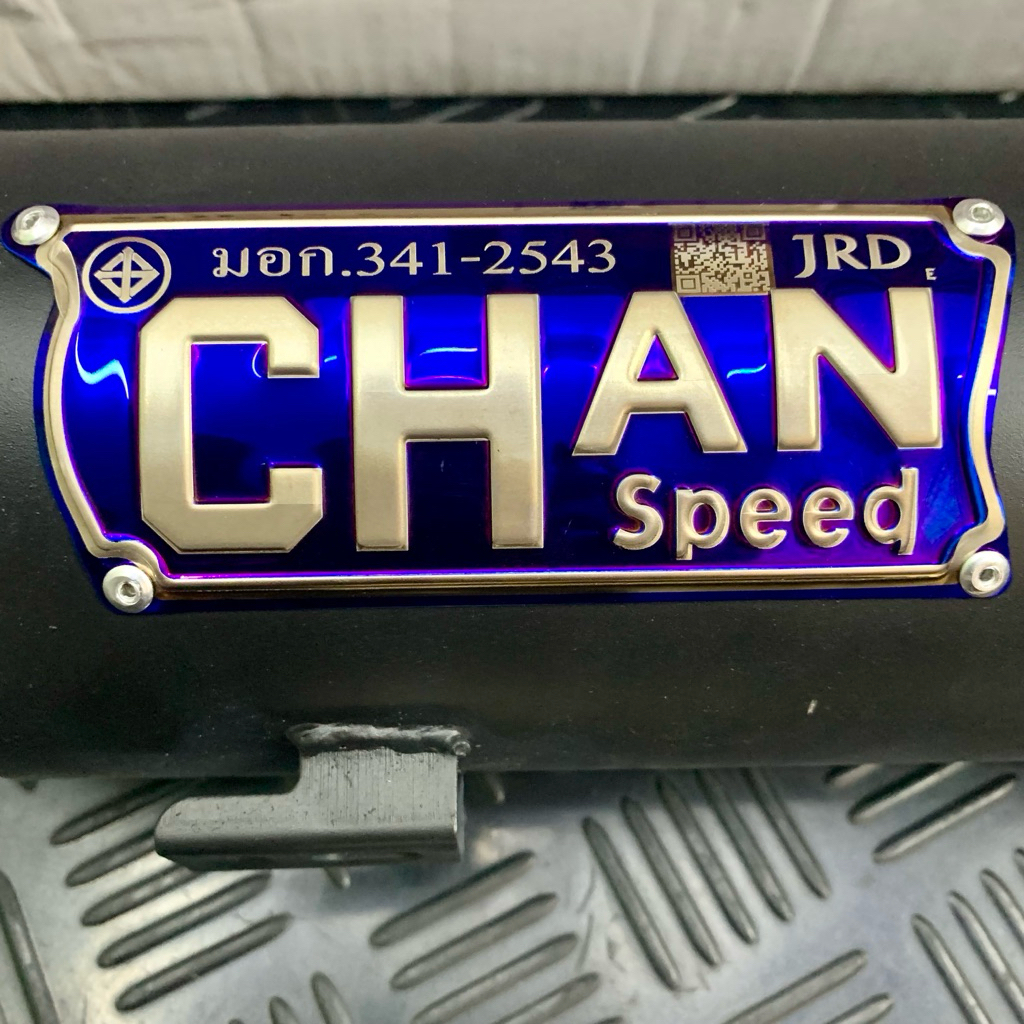 มอก.341-2543 JRD E
CHAN
Speed